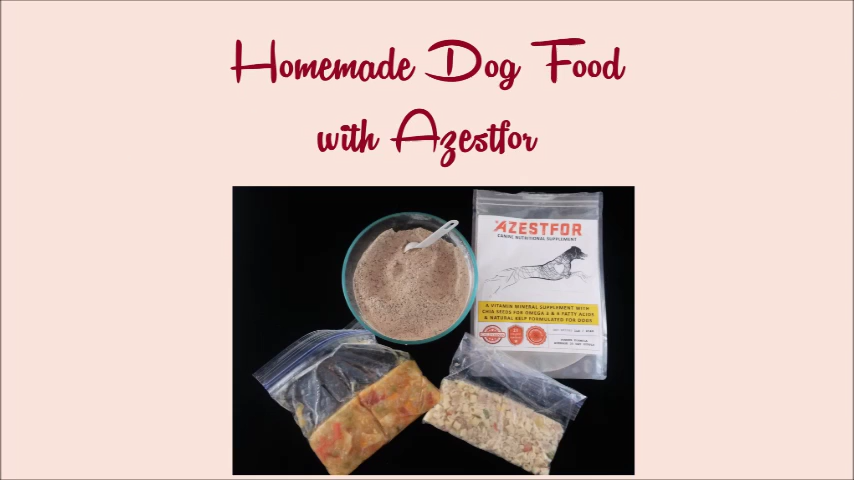 Homemade Dog Food
with Azestfor
AZESTFOR
CANINE NUTRITIONAL SUPPLEMENT
A VITAMIN MINERAL SUPPLEMENT WITH
CHIA SEEDS FOR OMEGA 3 & 6 FATTY ACIDS
& NATURAL KELP FORMULATED FOR DOGS